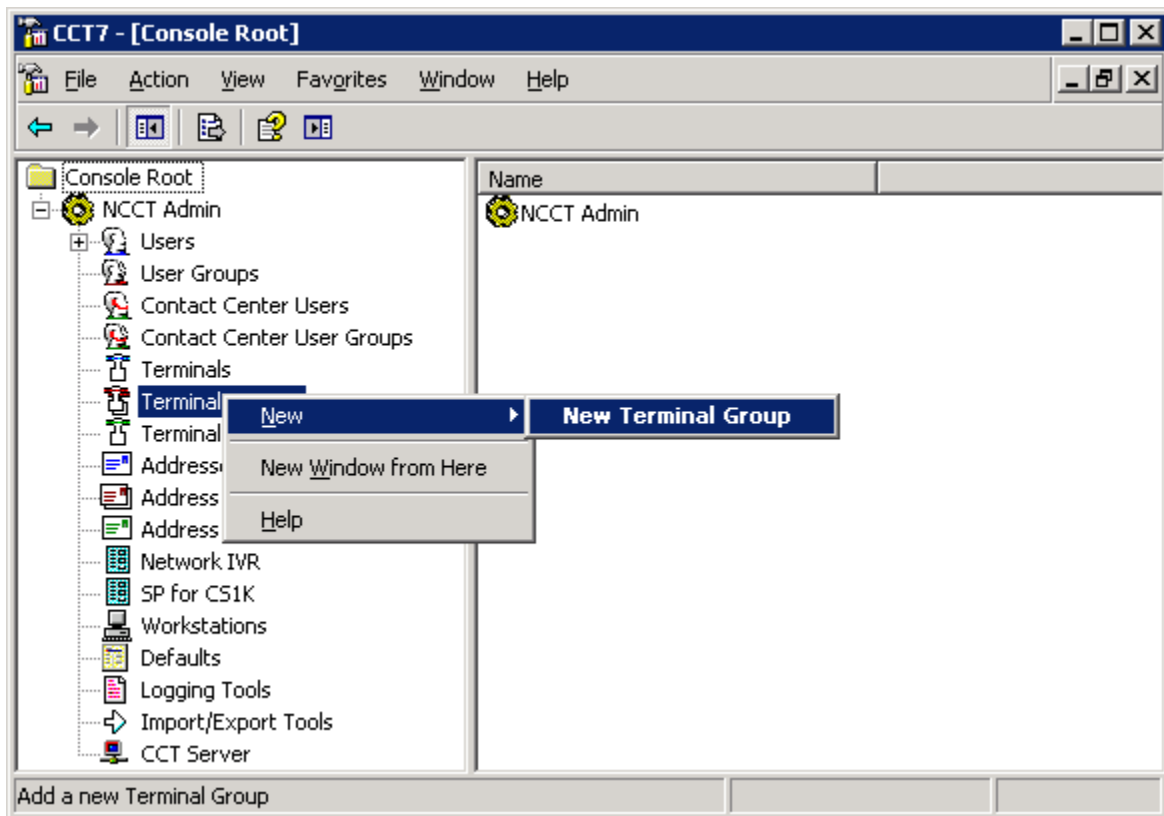 CCT7 - [Console Root]
File Action View Favorites Window Help
Console Root
NCCT Admin
Users
User Groups
Contact Center Users
Contact Center User Groups
Terminals
Terminal
Terminal
Address
Address
Network IVR
SP for CS1K
Workstations
Defaults
Logging Tools
Import/Export Tools
CCT Server
Name
NCCT Admin
New
New Terminal Group
New Window from Here
Help
Add a new Terminal Group